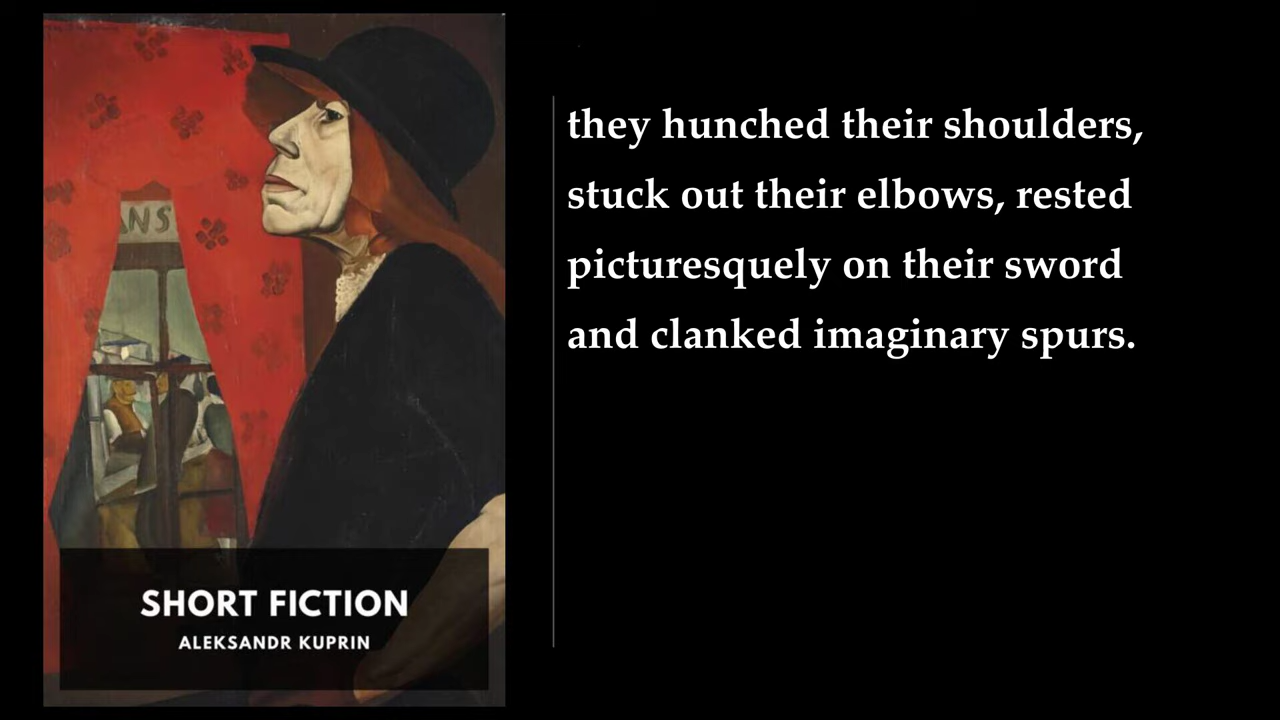 they hunched their shoulders,
stuck out their elbows, rested
picturesquely on their sword
and clanked imaginary spurs.
ANS
SHORT FICTION
ALEKSANDR KUPRIN